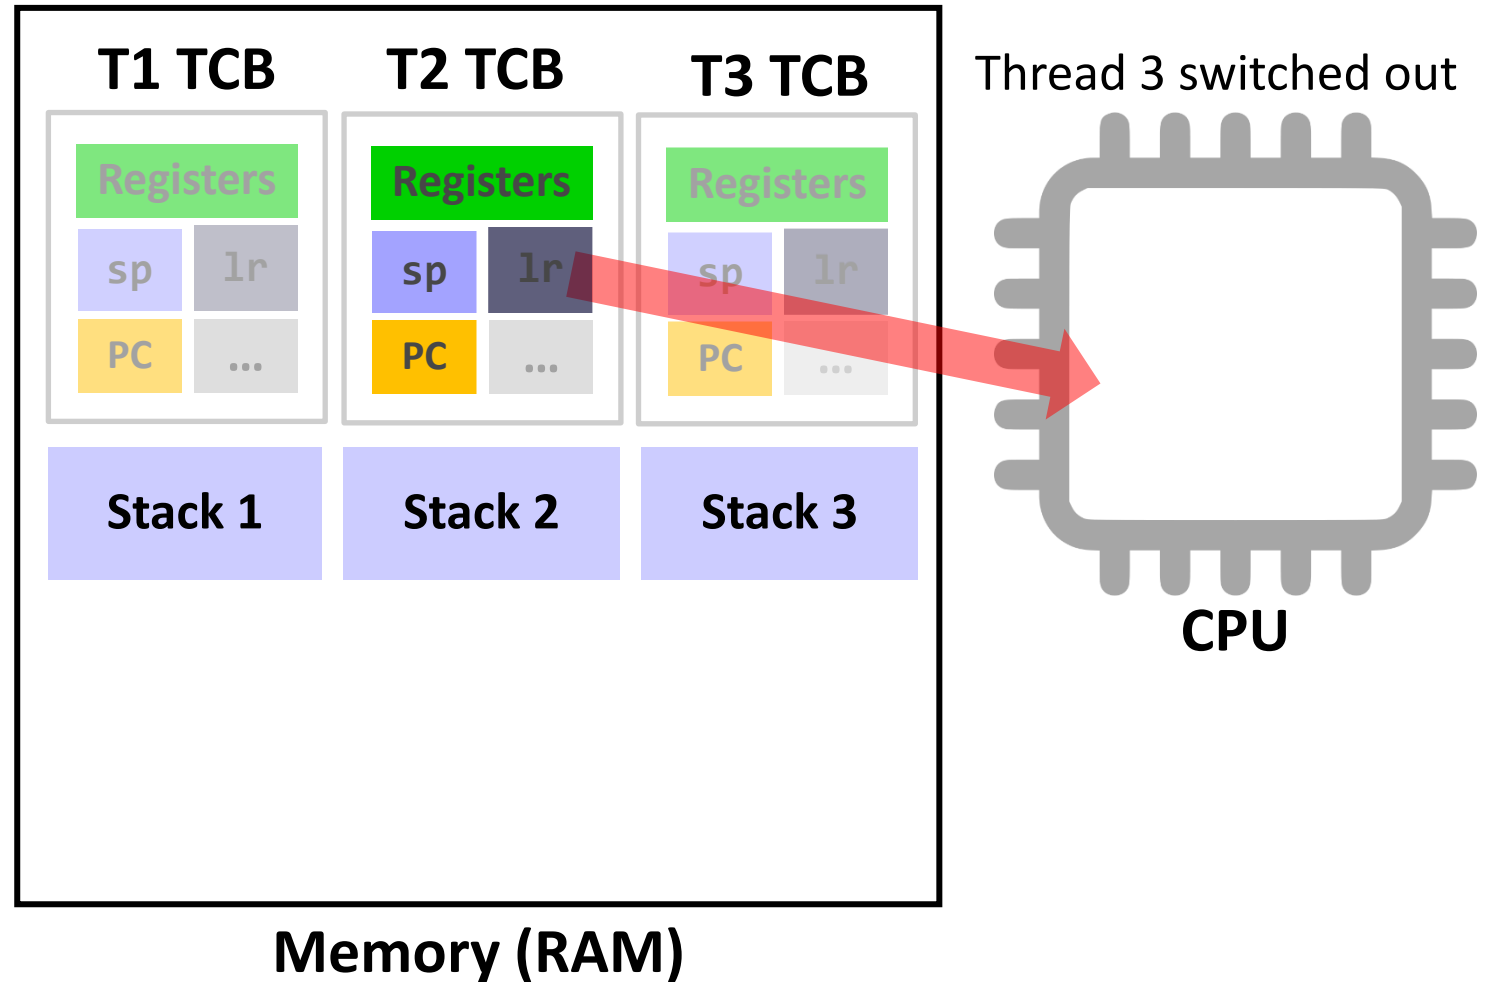 T1 TCB
T2 TCB
T3 TCB
Thread 3 switched out
Registers
Registers
Registers
sp
lr
sp
lr
sp
lr
PC
...
PC
...
PC
...
Stack 1
Stack 2
Stack 3
CPU
Memory (RAM)